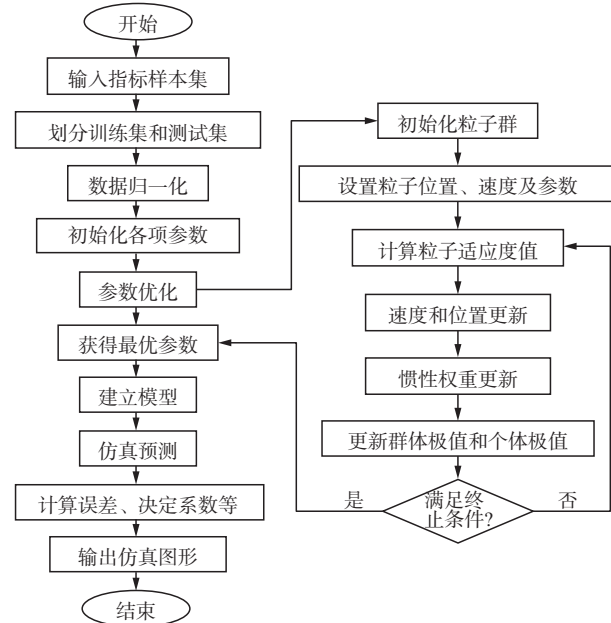 开始
输入指标样本集
划分训练集和测试集
数据归一化
初始化各项参数
参数优化
获得最优参数
建立模型
仿真预测
计算误差、决定系数等
输出仿真图形
结束
初始化粒子群
设置粒子位置、速度及参数
计算粒子适应度值
速度和位置更新
惯性权重更新
更新群体极值和个体极值
满足终
止条件?
是
否